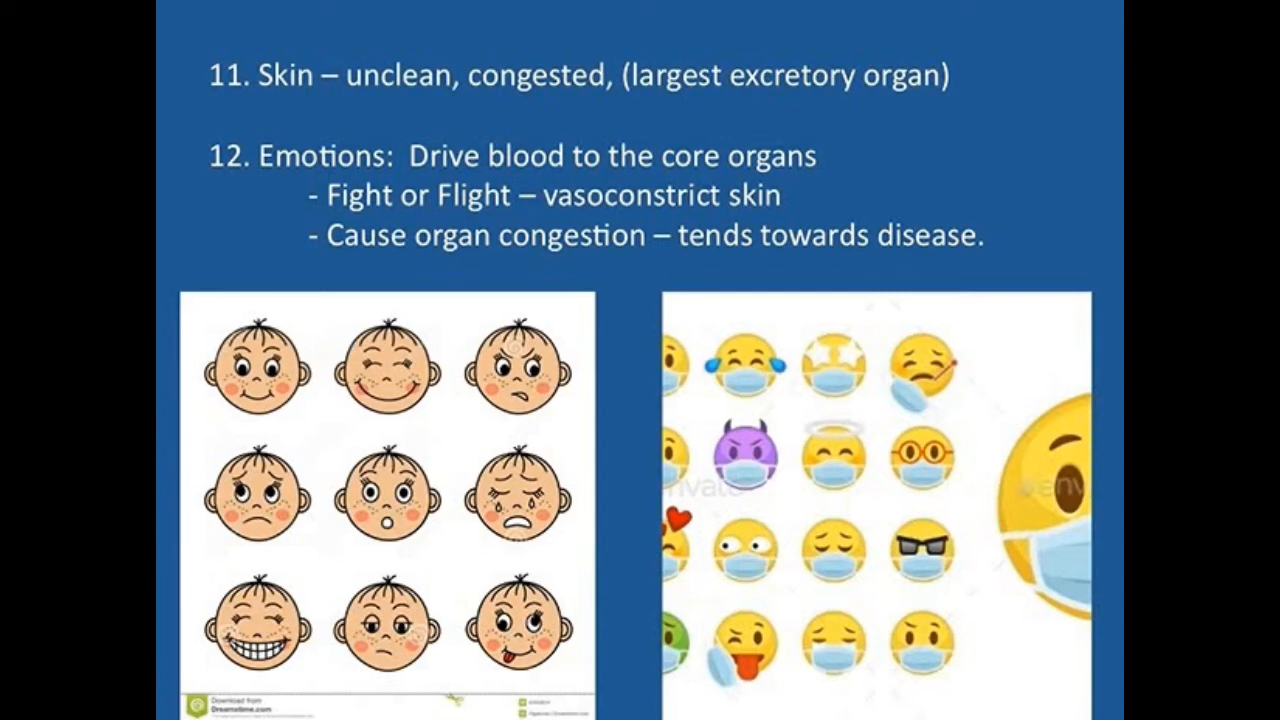 11. Skin – unclean, congested, (largest excretory organ)
12. Emotions: Drive blood to the core organs
- Fight or Flight – vasoconstrict skin
- Cause organ congestion – tends towards disease.
Download from
Dreamstime.com